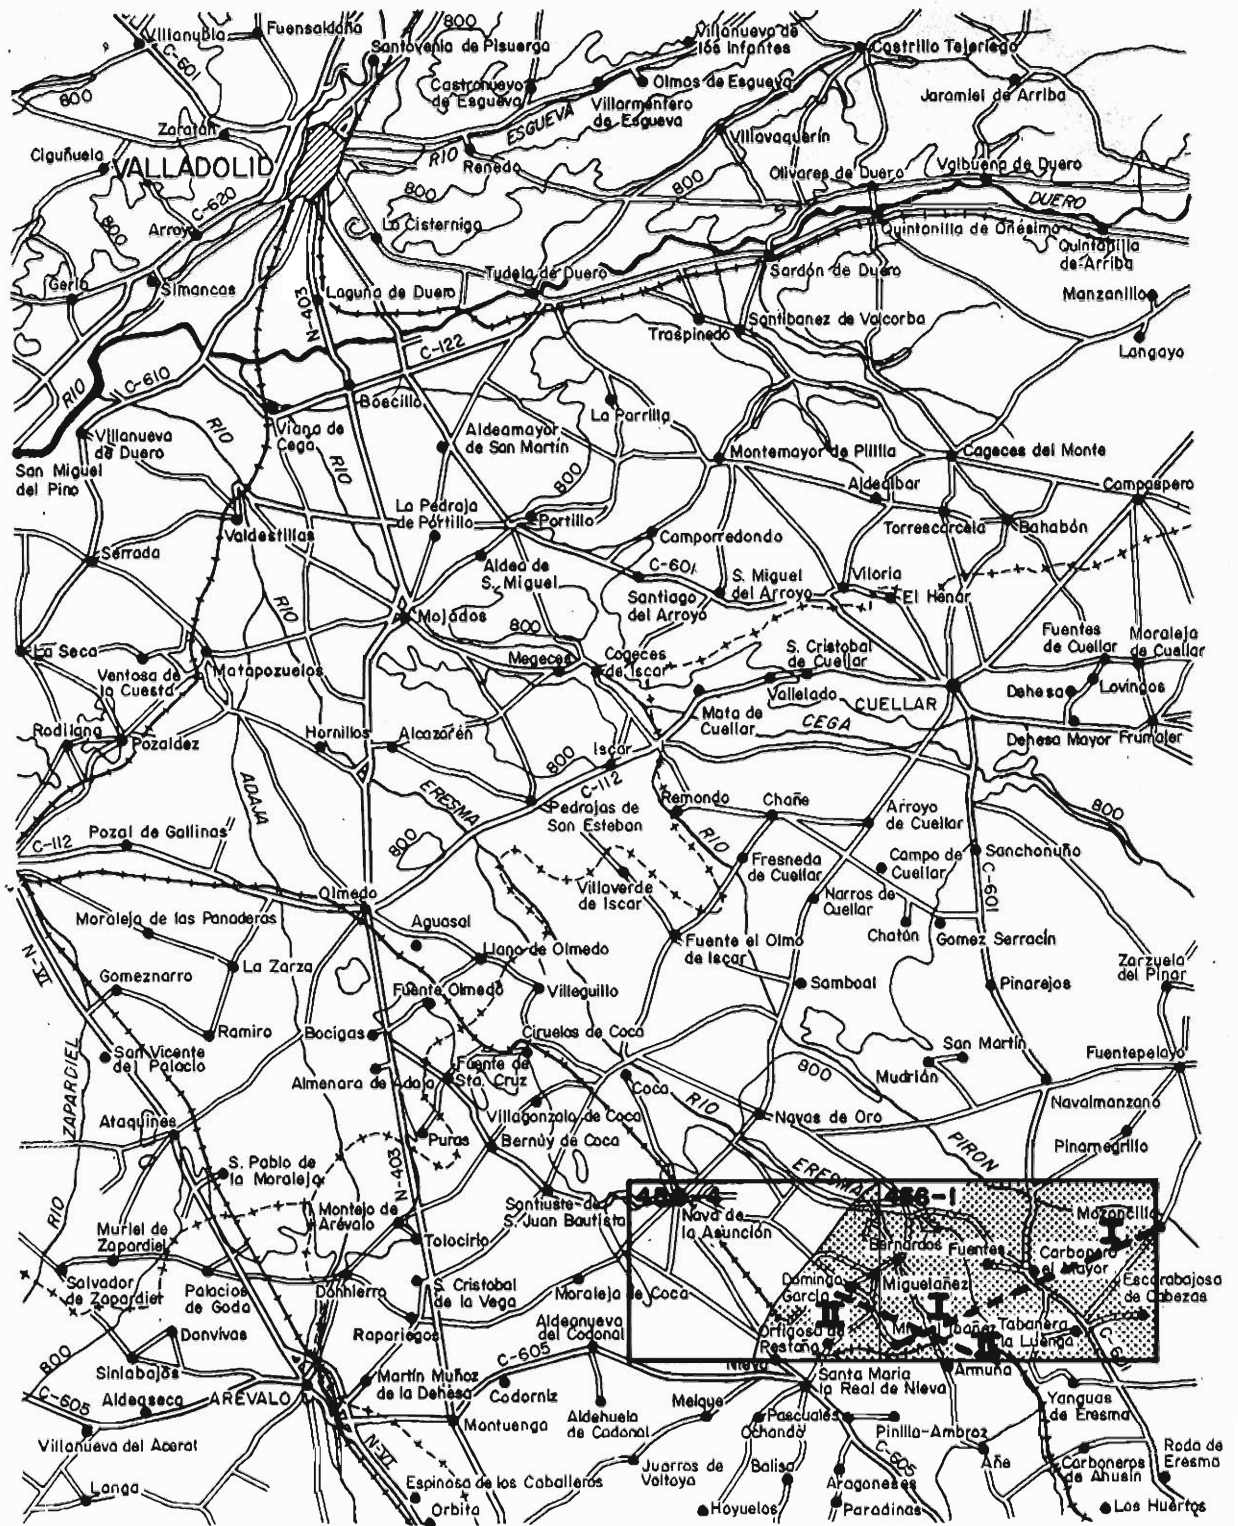 Villanubla
Fuensaldaña
C-601
800
Santovenia de Pisuerga
Villanueva de
los Infantes
Castrillo Tejeriego
Castronuevo
de Esgueva
Olmos de Esgueva
Villarmentero
de Esgueva
Jaramiel de Arriba
800
Zaratán
RIO
ESGUEVA
Villavaquerín
Ciguñuela
VALLADOLID
Renedo
Olivares de Duero
Valbuena de Duero
C-620
800
800
DUERO
800
Arroyo
La Cisterniga
Quintanilla de Onésimo
Quintanilla
de Arriba
Geria
Simancas
N-403
Laguna de Duero
Tudela de Duero
Sardón de Duero
Manzanillo
Traspinedo
Santibanez de Valcorba
Langayo
C-122
RIO
C-610
Boecillo
La Parrilla
Villanueva
de Duero
RIO
Viana de
Cega
RIO
Aldeamayor
de San Martín
Montemayor de Pililla
Cogeces del Monte
San Miguel
del Pino
800
Aldealbar
Campaspero
La Pedraja
de Portillo
Portillo
Torrescarcela
Bahabón
Valdestillas
Camporredondo
Serrada
Aldea de
S. Miguel
C-601
S. Miguel
del Arroyo
Viloria
El Henar
Santiago
del Arroyo
RIO
Mojados
800
La Seca
Ventosa de
la Cuesta
Matapozuelos
Megeces
Cogeces
de Iscar
S. Cristobal
de Cuellar
Fuentes
de Cuellar
Moraleja
de Cuellar
Vallelado
CUELLAR
Dehesa
Lovingos
Rodilana
Pozaldez
Hornillos
Alcazarén
Mata de
Cuellar
CEGA
Dehesa Mayor
Frumales
Iscar
800
C-112
ADAJA
ERESMA
Pedrajas de
San Esteban
Remondo
Chañe
Arroyo
de Cuellar
800
C-112
Pozal de Gallinas
800
RIO
Fresneda
de Cuellar
Campo de
Cuellar
Sanchonuño
C-601
Villaverde
de Iscar
Narros de
Cuellar
Olmedo
Moraleja de las Panaderas
Aguasal
Chatún
Gomez Serracín
N-VI
Llano de Olmedo
Fuente el Olmo
de Iscar
La Zarza
Zarzuela
del Pinar
Gomeznarro
Fuente Olmedo
Villeguillo
Samboal
Pinarejos
Ramiro
Bocigas
Ciruelos de Coca
ZAPARDIEL
San Vicente
del Palacio
Fuente de
Sta. Cruz
San Martín
Mudrián
Fuentepelayo
Almenara de Adaja
Coca
800
Navalmanzano
Villagonzalo de Coca
RIO
Navas de Oro
Ataquines
Puras
Bernúy de Coca
PIRON
Pinarnegrillo
N-403
ERESMA
S. Pablo de
la Moraleja
RIO
Santiuste de
S. Juan Bautista
456-I
Montejo de
Arévalo
Nava de
la Asunción
Mozoncillo
I
Muriel de
Zapardiel
Tolocirio
Bernardos
Fuentes
Carbonero
el Mayor
Salvador
de Zapardiel
Palacios
de Goda
Donhierro
S. Cristobal
de la Vega
Moraleja de Coca
Domingo
García
Miguelañez
Escarabajosa
de Cabezas
II
I
Donvivas
Rapariegos
Aldeanueva
del Codonal
Ortigosa de
Pestaño
Miguel Ibañez
Tabanera
la Luenga
II
C-601
800
Sinlabajos
C-605
Nieva
Armuña
Martín Muñoz
de la Dehesa
Santa Maria
la Real de Nieva
C-605
Aldeaseca
AREVALO
Codorniz
Yanguas
de Eresma
Montuenga
Aldehuela
de Codonal
Melque
Pascuales
Ochando
Pinilla-Ambroz
Villanueva del Aceral
N-VI
C-605
Roda de
Eresma
Juarros de
Voltoya
Balisa
Añe
Carboneros
de Ahusín
Langa
Espinosa de los Caballeros
Aragoneses
Orbita
Hoyuelos
Paradinas
Los Huertos